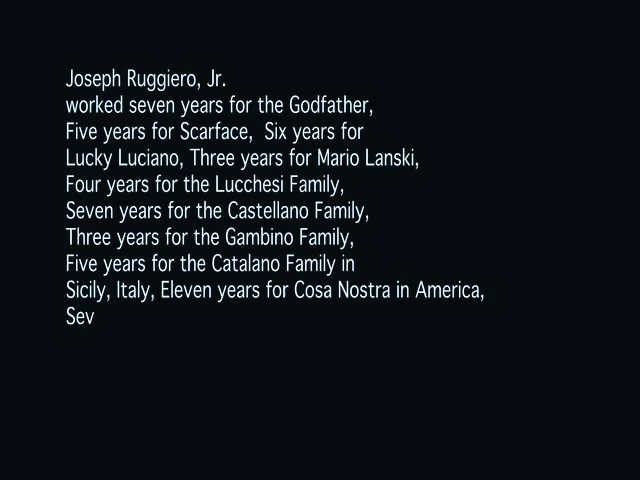 Joseph Ruggiero, Jr.
worked seven years for the Godfather,
Five years for Scarface,  Six years for
Lucky Luciano, Three years for Mario Lanski,
Four years for the Lucchesi Family,
Seven years for the Castellano Family,
Three years for the Gambino Family,
Five years for the Catalano Family in
Sicily, Italy, Eleven years for Cosa Nostra in America,
Sev